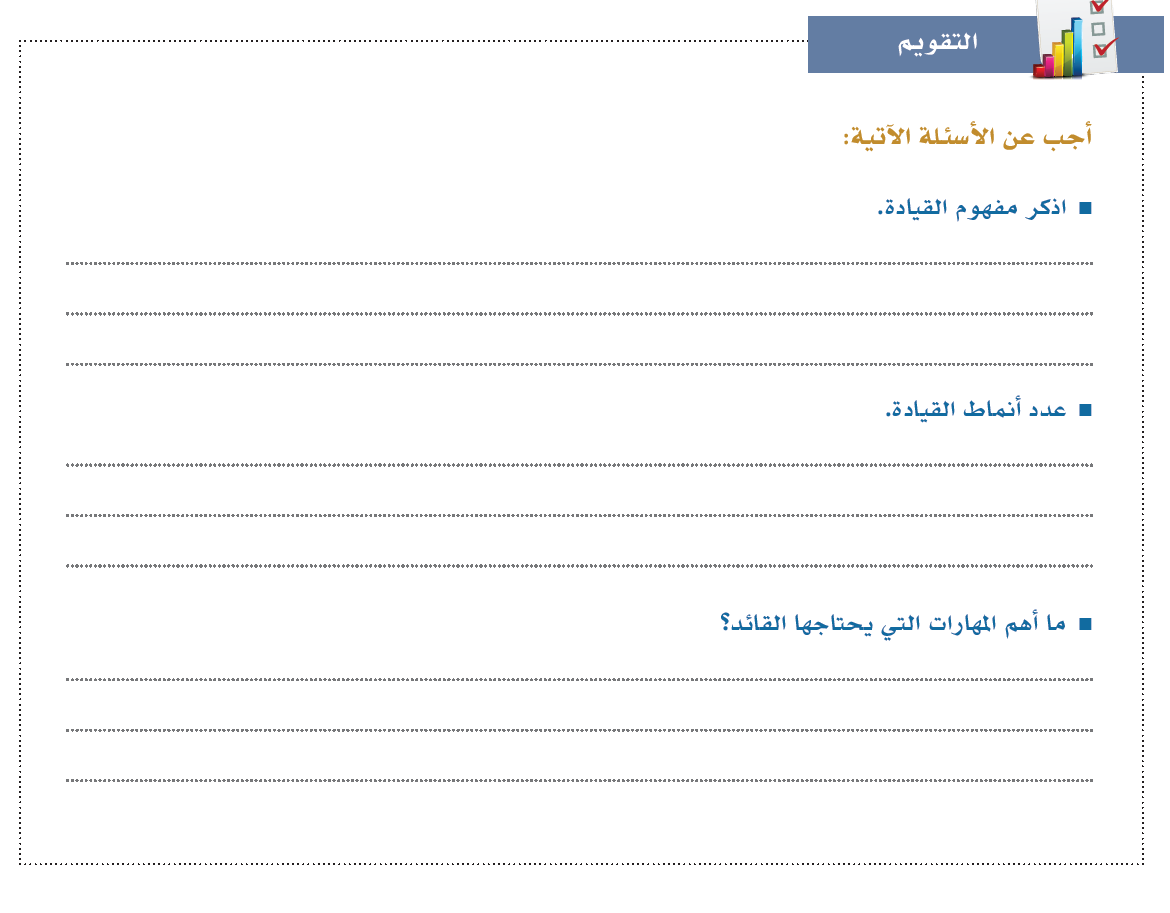 التقويم
أجب عن الأسئلة الآتية:
■ اذكر مفهوم القيادة.
■ عدد أنماط القيادة.
■ ما أهم المهارات التي يحتاجها القائد؟